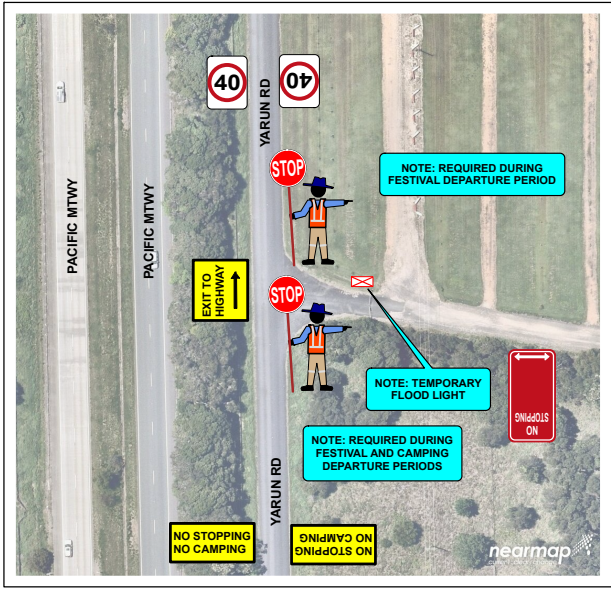 40
40
YARUN RD
STOP
NOTE: REQUIRED DURING
FESTIVAL DEPARTURE PERIOD
PACIFIC MTWY
PACIFIC MTWY
EXIT TO
HIGHWAY
STOP
NOTE: TEMPORARY
FLOOD LIGHT
NO
STOPPING
NOTE: REQUIRED DURING
FESTIVAL AND CAMPING
DEPARTURE PERIODS
YARUN RD
NO STOPPING
NO CAMPING
NO STOPPING
NO CAMPING
nearmap